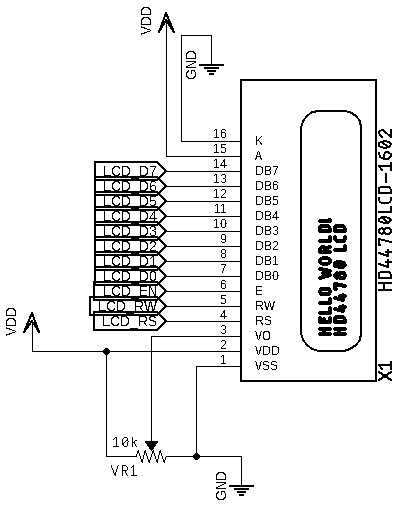 VDD
GND
16 K
15 A
LCD_D7 14 DB7
LCD_D6 13 DB6
LCD_D5 12 DB5
LCD_D4 11 DB4
LCD_D3 10 DB3
LCD_D2 9 DB2
LCD_D1 8 DB1
LCD_D0 7 DB0
LCD_EN 6 E
LCD_RW 5 RW
LCD_RS 4 RS
3 VO
2 VDD
1 VSS
HELLO WORLD!
HD44780 LCD
HD44780LCD-1602
X1
VDD
10k
VR1
GND